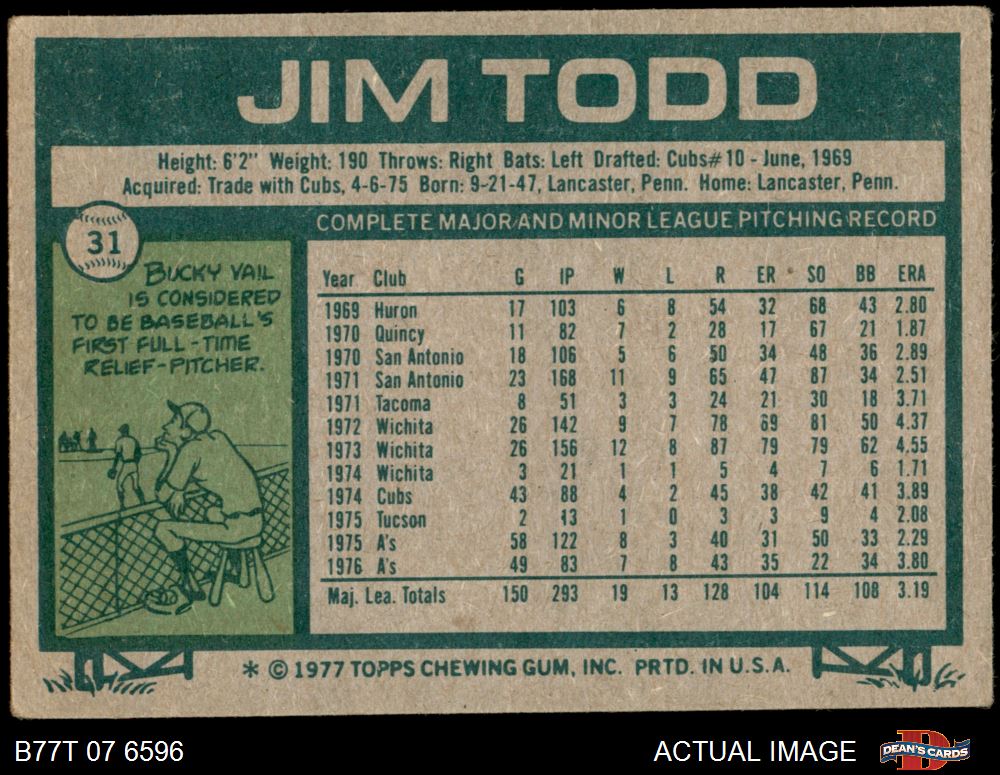 JIM TODD
Height: 6'2" Weight: 190 Throws: Right Bats: Left Drafted: Cubs #10 - June, 1969
Acquired: Trade with Cubs, 4-6-75 Born: 9-21-47, Lancaster, Penn. Home: Lancaster, Penn.
31
BUCKY VAIL
IS CONSIDERED
TO BE BASEBALL'S
FIRST FULL-TIME
RELIEF-PITCHER.
COMPLETE MAJOR AND MINOR LEAGUE PITCHING RECORD
Year Club G IP W L R ER SO BB ERA
1969 Huron 17 103 6 8 54 32 68 43 2.80
1970 Quincy 11 82 7 2 28 17 67 21 1.87
1970 San Antonio 18 106 5 6 50 34 48 36 2.89
1971 San Antonio 23 168 11 9 65 47 87 34 2.51
1971 Tacoma 8 51 3 3 24 21 30 18 3.71
1972 Wichita 26 142 9 7 78 69 81 50 4.37
1973 Wichita 26 156 12 8 87 79 79 62 4.55
1974 Wichita 3 21 1 1 5 4 7 6 1.71
1974 Cubs 43 88 4 2 45 38 42 41 3.89
1975 Tucson 2 13 1 0 3 3 9 4 2.08
1975 A's 58 122 8 3 40 31 50 33 2.29
1976 A's 49 83 7 8 43 35 22 34 3.80
Maj. Lea. Totals 150 293 19 13 128 104 114 108 3.19
* © 1977 TOPPS CHEWING GUM, INC. PRTD. IN U.S.A.
B77T 07 6596
ACTUAL IMAGE
D
DEAN'S CARDS